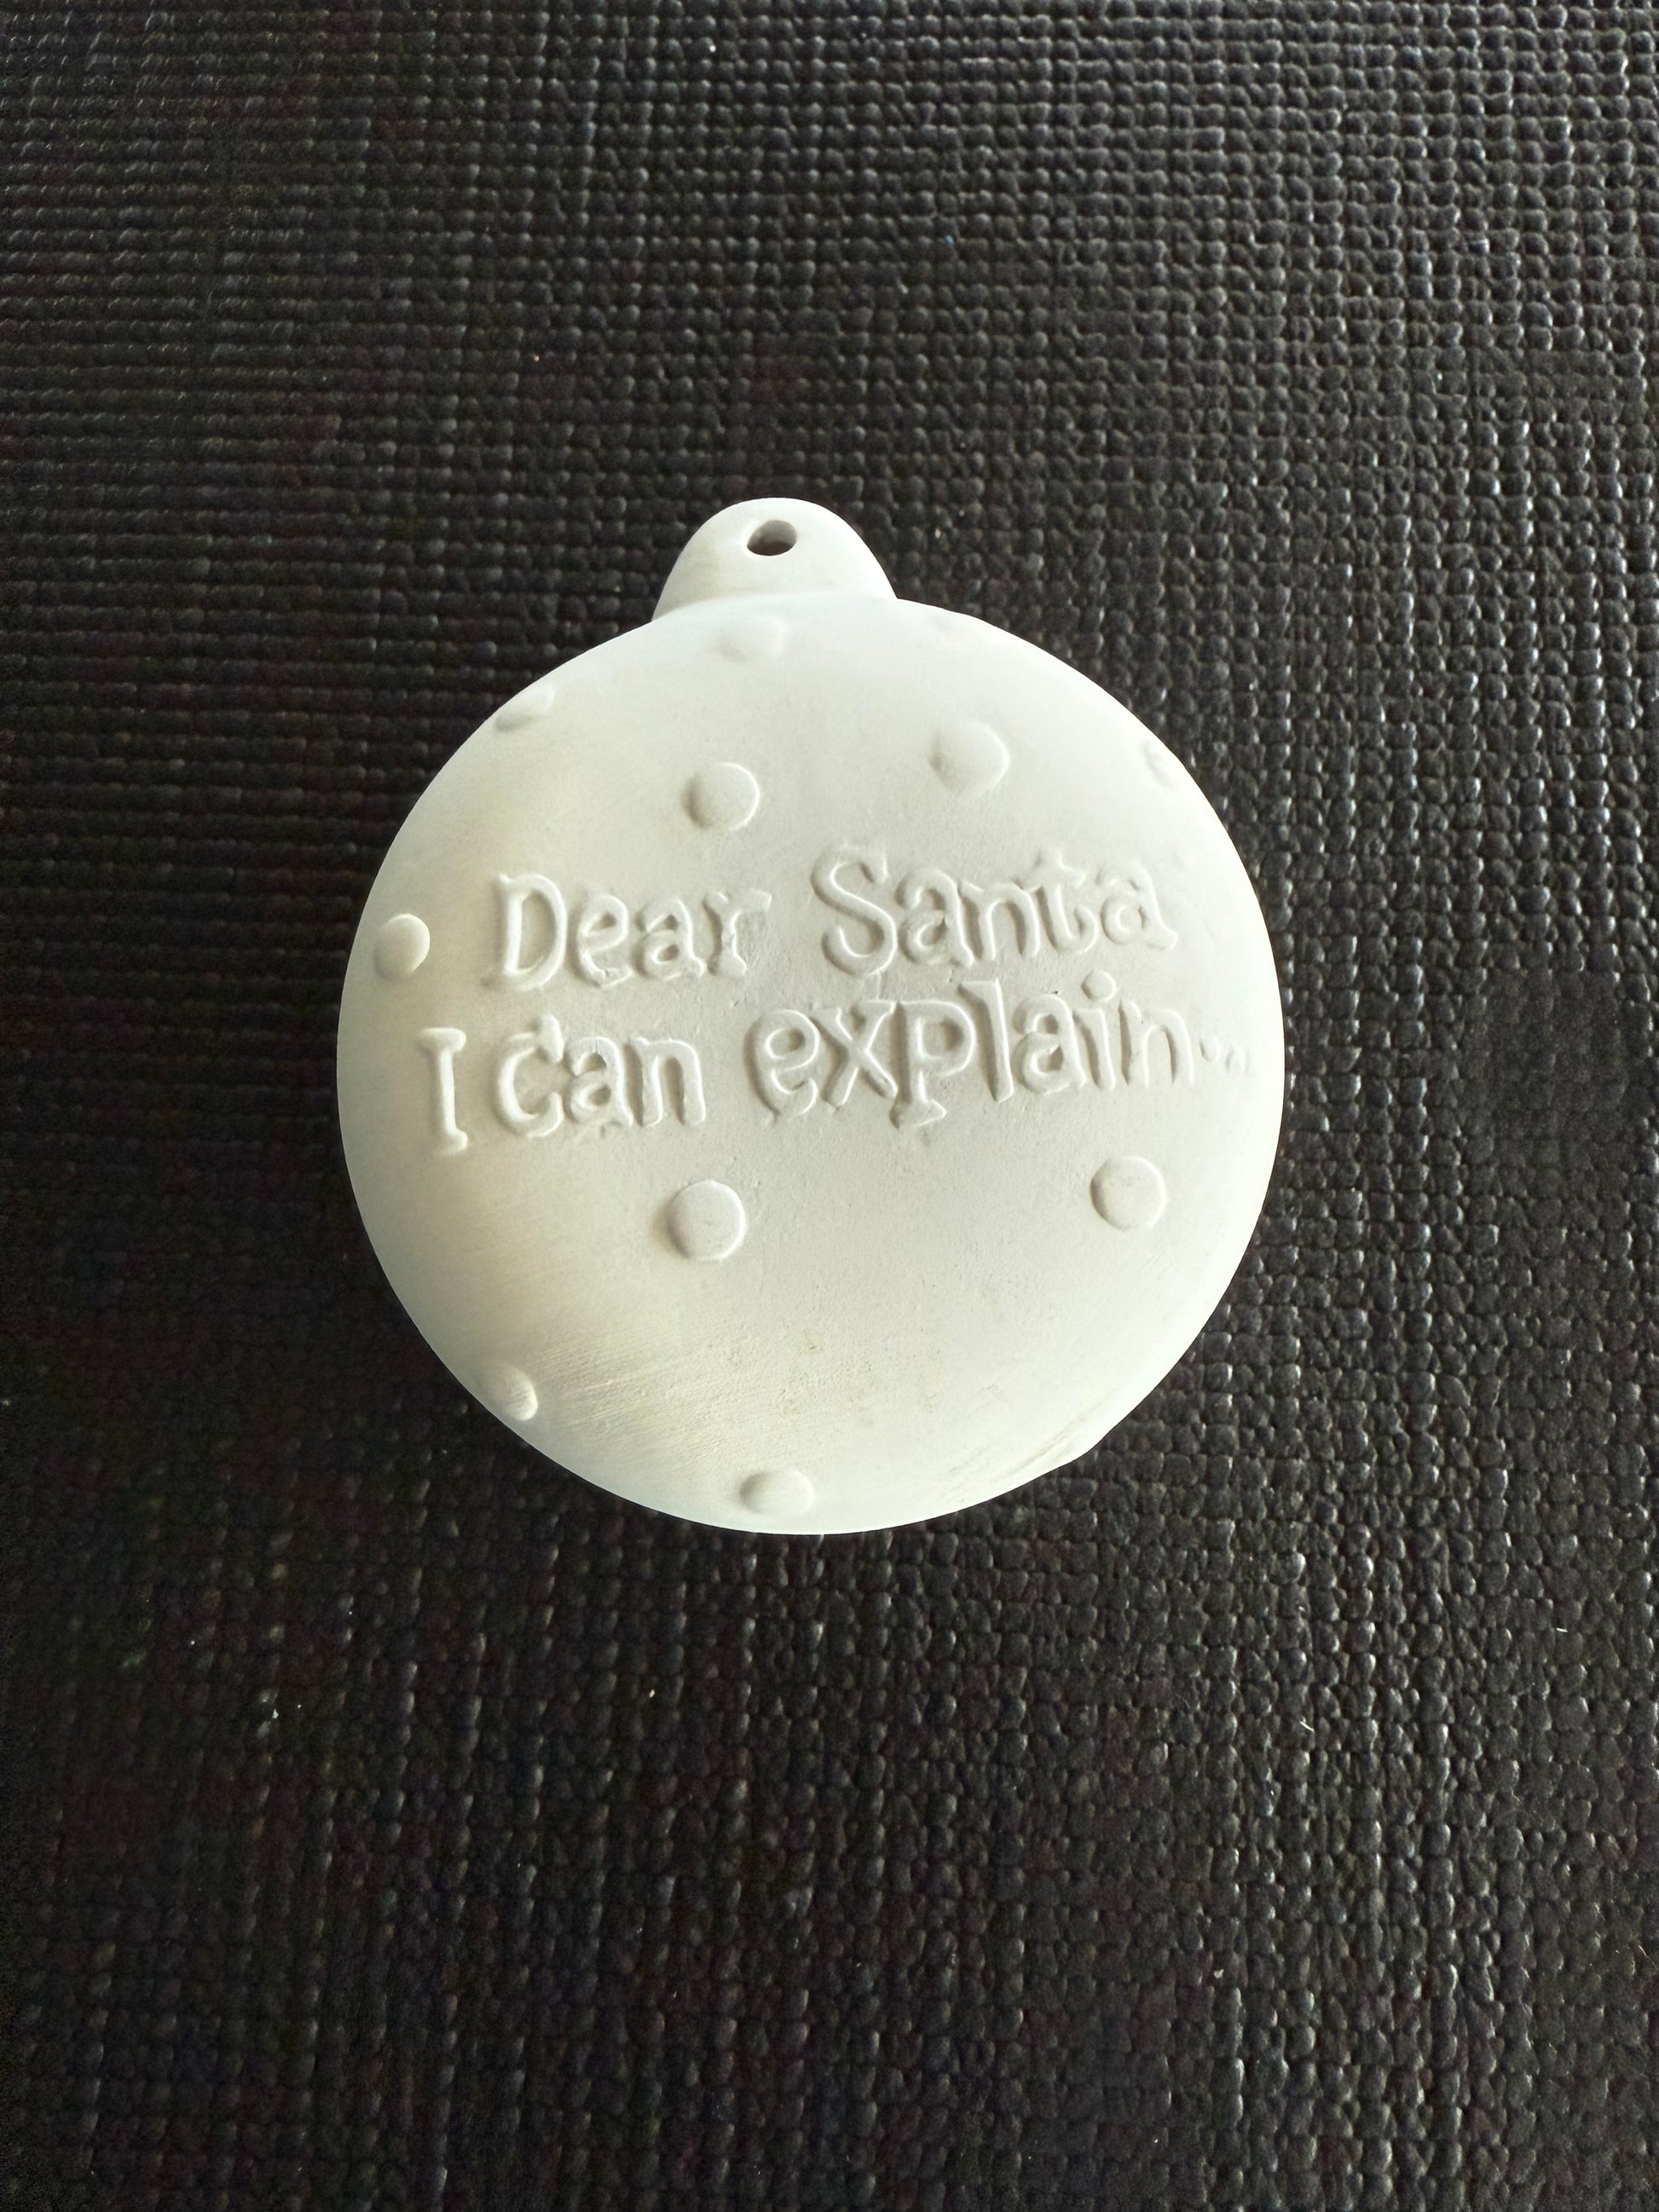 Dear Santa
I can explain...